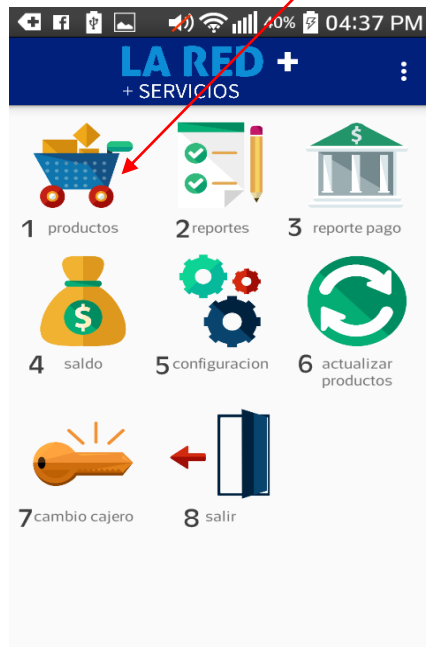 40% 04:37 PM
LA RED +
+ SERVICIOS
$
1 productos 2 reportes 3 reporte pago
$
4 saldo 5 configuracion 6 actualizar
productos
7 cambio cajero 8 salir